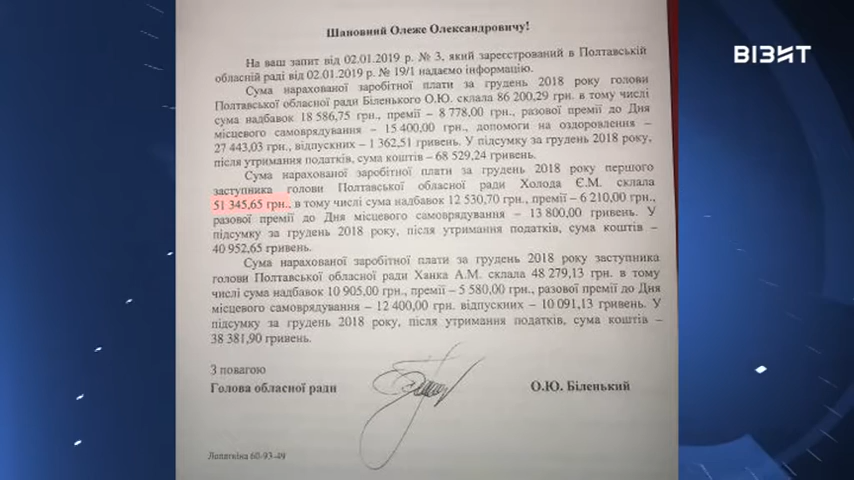 ВІЗИТ
Шановний Олеже Олександровичу!
На ваш запит від 02.01.2019 р. № 3, який зареєстрований в Полтавській
обласній раді від 02.01.2019 р. № 19/1 надаємо інформацію.
Сума нарахованої заробітної плати за грудень 2018 року голови
Полтавської обласної ради Біленького О.Ю. склала 86 200,29 грн. в тому числі
сума надбавок 18 586,75 грн., премії – 8 778,00 грн., разової премії до Дня
місцевого самоврядування – 15 400,00 грн., допомоги на оздоровлення –
27 443,03 грн., відпускних – 1 362,51 гривень. У підсумку за грудень 2018 року,
після утримання податків, сума коштів – 68 529,24 гривень.
Сума нарахованої заробітної плати за грудень 2018 року першого
заступника голови Полтавської обласної ради Холода Є.М. склала
51 345,65 грн., в тому числі сума надбавок 12 530,70 грн., премії – 6 210,00 грн.,
разової премії до Дня місцевого самоврядування – 13 800,00 гривень. У
підсумку за грудень 2018 року, після утримання податків, сума коштів –
40 952,65 гривень.
Сума нарахованої заробітної плати за грудень 2018 року заступника
голови Полтавської обласної ради Ханка А.М. склала 48 279,13 грн. в тому
числі сума надбавок 10 905,00 грн., премії – 5 580,00 грн., разової премії до Дня
місцевого самоврядування – 12 400,00 грн. відпускних – 10 091,13 гривень. У
підсумку за грудень 2018 року, після утримання податків, сума коштів –
38 381,90 гривень.
З повагою
Голова обласної ради О.Ю. Біленький
Лопаткіна 60-93-49